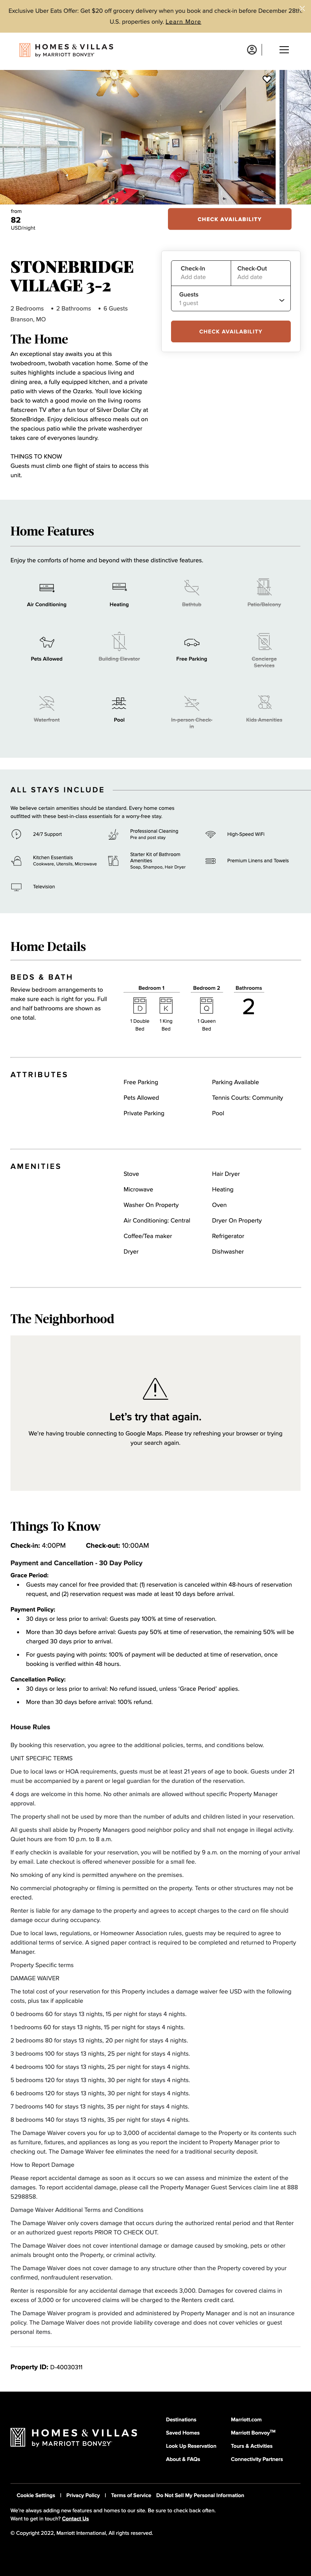 Exclusive Uber Eats Offer: Get $20 off grocery delivery when you book and check-in before December 28th.
U.S. properties only. Learn More
HOMES & VILLAS
by MARRIOTT BONVOY
from
82
USD/night
CHECK AVAILABILITY
STONEBRIDGE
VILLAGE 3-2
2 Bedrooms • 2 Bathrooms • 6 Guests
Branson, MO
Check-In
Add date
Check-Out
Add date
Guests
1 guest
CHECK AVAILABILITY
The Home
An exceptional stay awaits you at this
twobedroom, twobath vacation home. Some of the
suites highlights include a spacious living and
dining area, a fully equipped kitchen, and a private
patio with views of the Ozarks. Youll love kicking
back to watch a good movie on the living rooms
flatscreen TV after a fun tour of Silver Dollar City at
StoneBridge. Enjoy delicious alfresco meals out on
the spacious patio while the private washerdryer
takes care of everyones laundry.
THINGS TO KNOW
Guests must climb one flight of stairs to access this
unit.
Home Features
Enjoy the comforts of home and beyond with these distinctive features.
Air Conditioning
Heating
Bathtub
Patio/Balcony
Pets Allowed
Building Elevator
Free Parking
Concierge
Services
Waterfront
Pool
In-person Check-
in
Kids Amenities
ALL STAYS INCLUDE
We believe certain amenities should be standard. Every home comes
outfitted with these best-in-class essentials for a worry-free stay.
24/7 Support
Professional Cleaning
Pre and post stay
High-Speed WiFi
Kitchen Essentials
Cookware, Utensils, Microwave
Starter Kit of Bathroom
Amenities
Soap, Shampoo, Hair Dryer
Premium Linens and Towels
Television
Home Details
BEDS & BATH
Review bedroom arrangements to
make sure each is right for you. Full
and half bathrooms are shown as
one total.
Bedroom 1
D
1 Double
Bed
K
1 King
Bed
Bedroom 2
Q
1 Queen
Bed
Bathrooms
2
ATTRIBUTES
Free Parking
Parking Available
Pets Allowed
Tennis Courts: Community
Private Parking
Pool
AMENITIES
Stove
Hair Dryer
Microwave
Heating
Washer On Property
Oven
Air Conditioning: Central
Dryer On Property
Coffee/Tea maker
Refrigerator
Dryer
Dishwasher
The Neighborhood
Let's try that again.
We're having trouble connecting to Google Maps. Please try refreshing your browser or trying
your search again.
Things To Know
Check-in: 4:00PM Check-out: 10:00AM
Payment and Cancellation - 30 Day Policy
Grace Period:
• Guests may cancel for free provided that: (1) reservation is canceled within 48-hours of reservation
request, and (2) reservation request was made at least 10 days before arrival.
Payment Policy:
• 30 days or less prior to arrival: Guests pay 100% at time of reservation.
• More than 30 days before arrival: Guests pay 50% at time of reservation, the remaining 50% will be
charged 30 days prior to arrival.
• For guests paying with points: 100% of payment will be deducted at time of reservation, once
booking is verified within 48 hours.
Cancellation Policy:
• 30 days or less prior to arrival: No refund issued, unless 'Grace Period' applies.
• More than 30 days before arrival: 100% refund.
House Rules
By booking this reservation, you agree to the additional policies, terms, and conditions below.
UNIT SPECIFIC TERMS
Due to local laws or HOA requirements, guests must be at least 21 years of age to book. Guests under 21
must be accompanied by a parent or legal guardian for the duration of the reservation.
4 dogs are welcome in this home. No other animals are allowed without specific Property Manager
approval.
The property shall not be used by more than the number of adults and children listed in your reservation.
All guests shall abide by Property Managers good neighbor policy and shall not engage in illegal activity.
Quiet hours are from 10 p.m. to 8 a.m.
If early checkin is available for your reservation, you will be notified by 9 a.m. on the morning of your arrival
by email. Late checkout is offered whenever possible for a small fee.
No smoking of any kind is permitted anywhere on the premises.
No commercial photography or filming is permitted on the property. Tents or other structures may not be
erected.
Renter is liable for any damage to the property and agrees to accept charges to the card on file should
damage occur during occupancy.
Due to local laws, regulations, or Homeowner Association rules, guests may be required to agree to
additional terms of service. A signed paper contract is required to be completed and returned to Property
Manager.
Property Specific terms
DAMAGE WAIVER
The total cost of your reservation for this Property includes a damage waiver fee USD with the following
costs, plus tax if applicable
0 bedrooms 60 for stays 13 nights, 15 per night for stays 4 nights.
1 bedrooms 60 for stays 13 nights, 15 per night for stays 4 nights.
2 bedrooms 80 for stays 13 nights, 20 per night for stays 4 nights.
3 bedrooms 100 for stays 13 nights, 25 per night for stays 4 nights.
4 bedrooms 100 for stays 13 nights, 25 per night for stays 4 nights.
5 bedrooms 120 for stays 13 nights, 30 per night for stays 4 nights.
6 bedrooms 120 for stays 13 nights, 30 per night for stays 4 nights.
7 bedrooms 140 for stays 13 nights, 35 per night for stays 4 nights.
8 bedrooms 140 for stays 13 nights, 35 per night for stays 4 nights.
The Damage Waiver covers you for up to 3,000 of accidental damage to the Property or its contents such
as furniture, fixtures, and appliances as long as you report the incident to Property Manager prior to
checking out. The Damage Waiver fee eliminates the need for a traditional security deposit.
How to Report Damage
Please report accidental damage as soon as it occurs so we can assess and minimize the extent of the
damages. To report accidental damage, please call the Property Manager Guest Services claim line at 888
5298858.
Damage Waiver Additional Terms and Conditions
The Damage Waiver only covers damage that occurs during the authorized rental period and that Renter
or an authorized guest reports PRIOR TO CHECK OUT.
The Damage Waiver does not cover intentional damage or damage caused by smoking, pets or other
animals brought onto the Property, or criminal activity.
The Damage Waiver does not cover damage to any structure other than the Property covered by your
confirmed, nonfraudulent reservation.
Renter is responsible for any accidental damage that exceeds 3,000. Damages for covered claims in
excess of 3,000 or for uncovered claims will be charged to the Renters credit card.
The Damage Waiver program is provided and administered by Property Manager and is not an insurance
policy. The Damage Waiver does not provide liability coverage and does not cover vehicles or guest
personal items.
Property ID: D-40030311
HOMES & VILLAS
by MARRIOTT BONVOY
Destinations
Marriott.com
Saved Homes
Marriott Bonvoy™
Look Up Reservation
Tours & Activities
About & FAQs
Connectivity Partners
Cookie Settings | Privacy Policy | Terms of Service Do Not Sell My Personal Information
We're always adding new features and homes to our site. Be sure to check back often.
Want to get in touch? Contact Us
© Copyright 2022, Marriott International, All rights reserved.